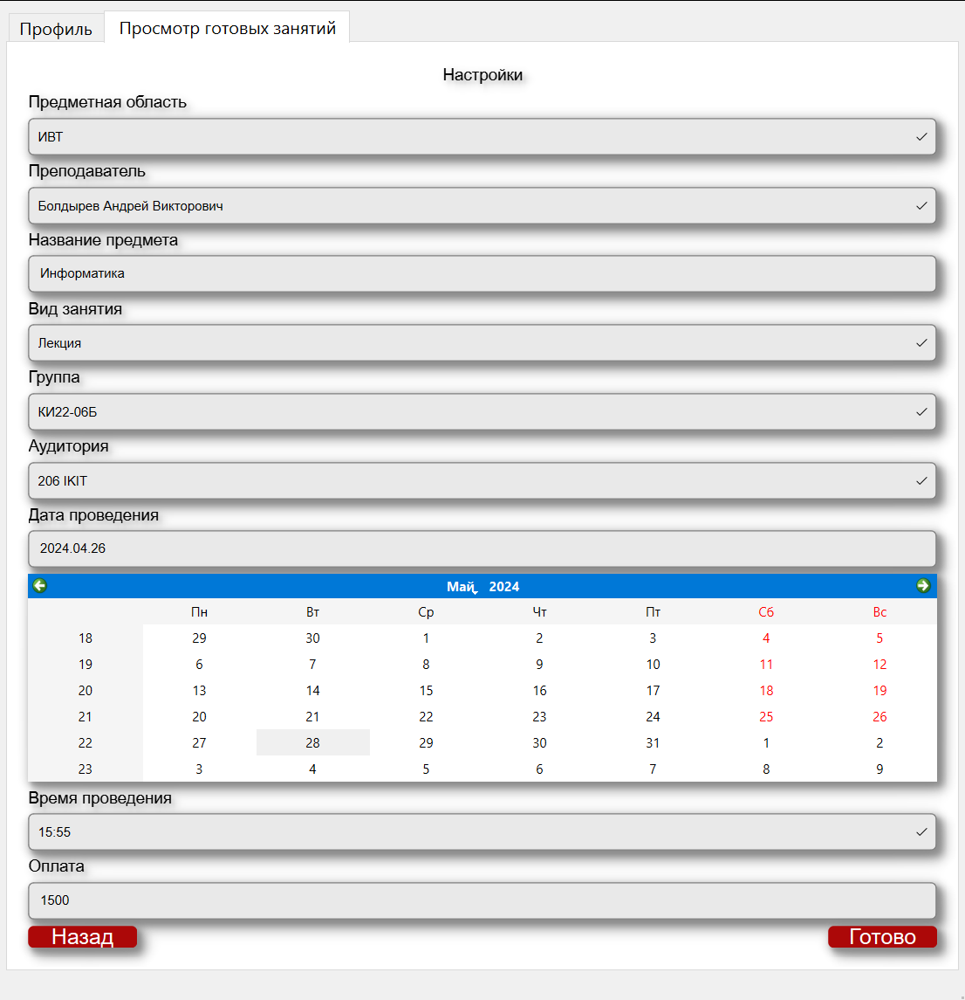 Профиль Просмотр готовых занятий
Настройки
Предметная область
ИВТ
Преподаватель
Болдырев Андрей Викторович
Название предмета
Информатика
Вид занятия
Лекция
Группа
КИ22-06Б
Аудитория
206 IKIT
Дата проведения
2024.04.26
Май 2024
Пн Вт Ср Чт Пт Сб Вс
18 29 30 1 2 3 4 5
19 6 7 8 9 10 11 12
20 13 14 15 16 17 18 19
21 20 21 22 23 24 25 26
22 27 28 29 30 31 1 2
23 3 4 5 6 7 8 9
Время проведения
15:55
Оплата
1500
Назад Готово